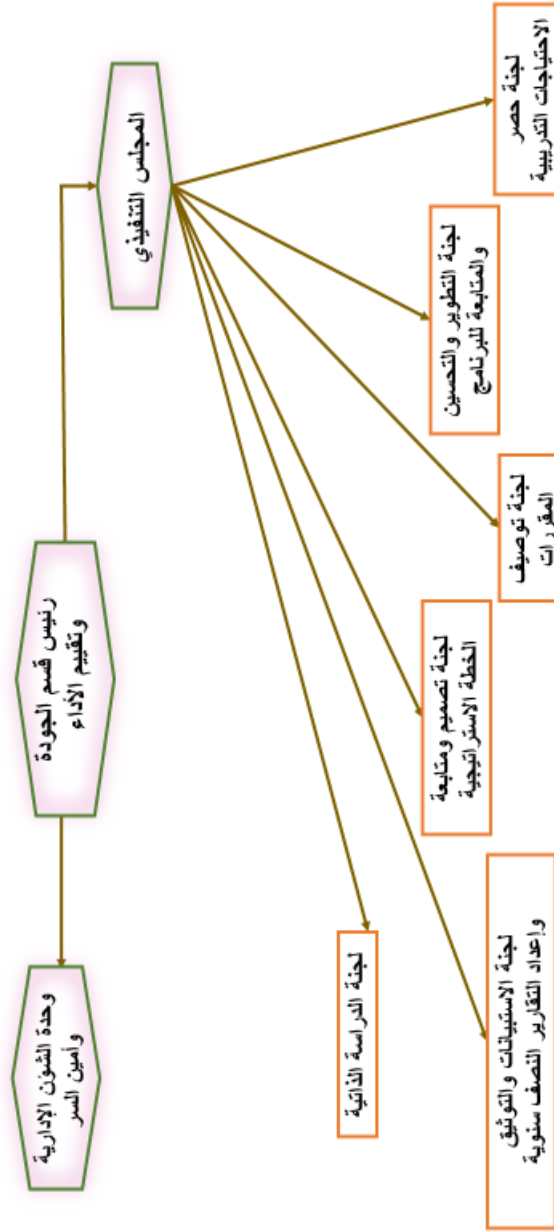 رئيس قسم الجودة
وتقييم الأداء
المجلس التنفيذي
وحدة الشؤن الإدارية
وأمين السر
لجنة حصر
الاحتياجات التدريبية
لجنة التطوير والتحسين
والمتابعة للبرنامج
لجنة توصيف
المقررات
لجنة تصميم ومتابعة
الخطة الاستراتيجية
لجنة الاستبيانات والتوثيق
وإعداد التقارير النصف سنوية
لجنة الدراسة الذاتية